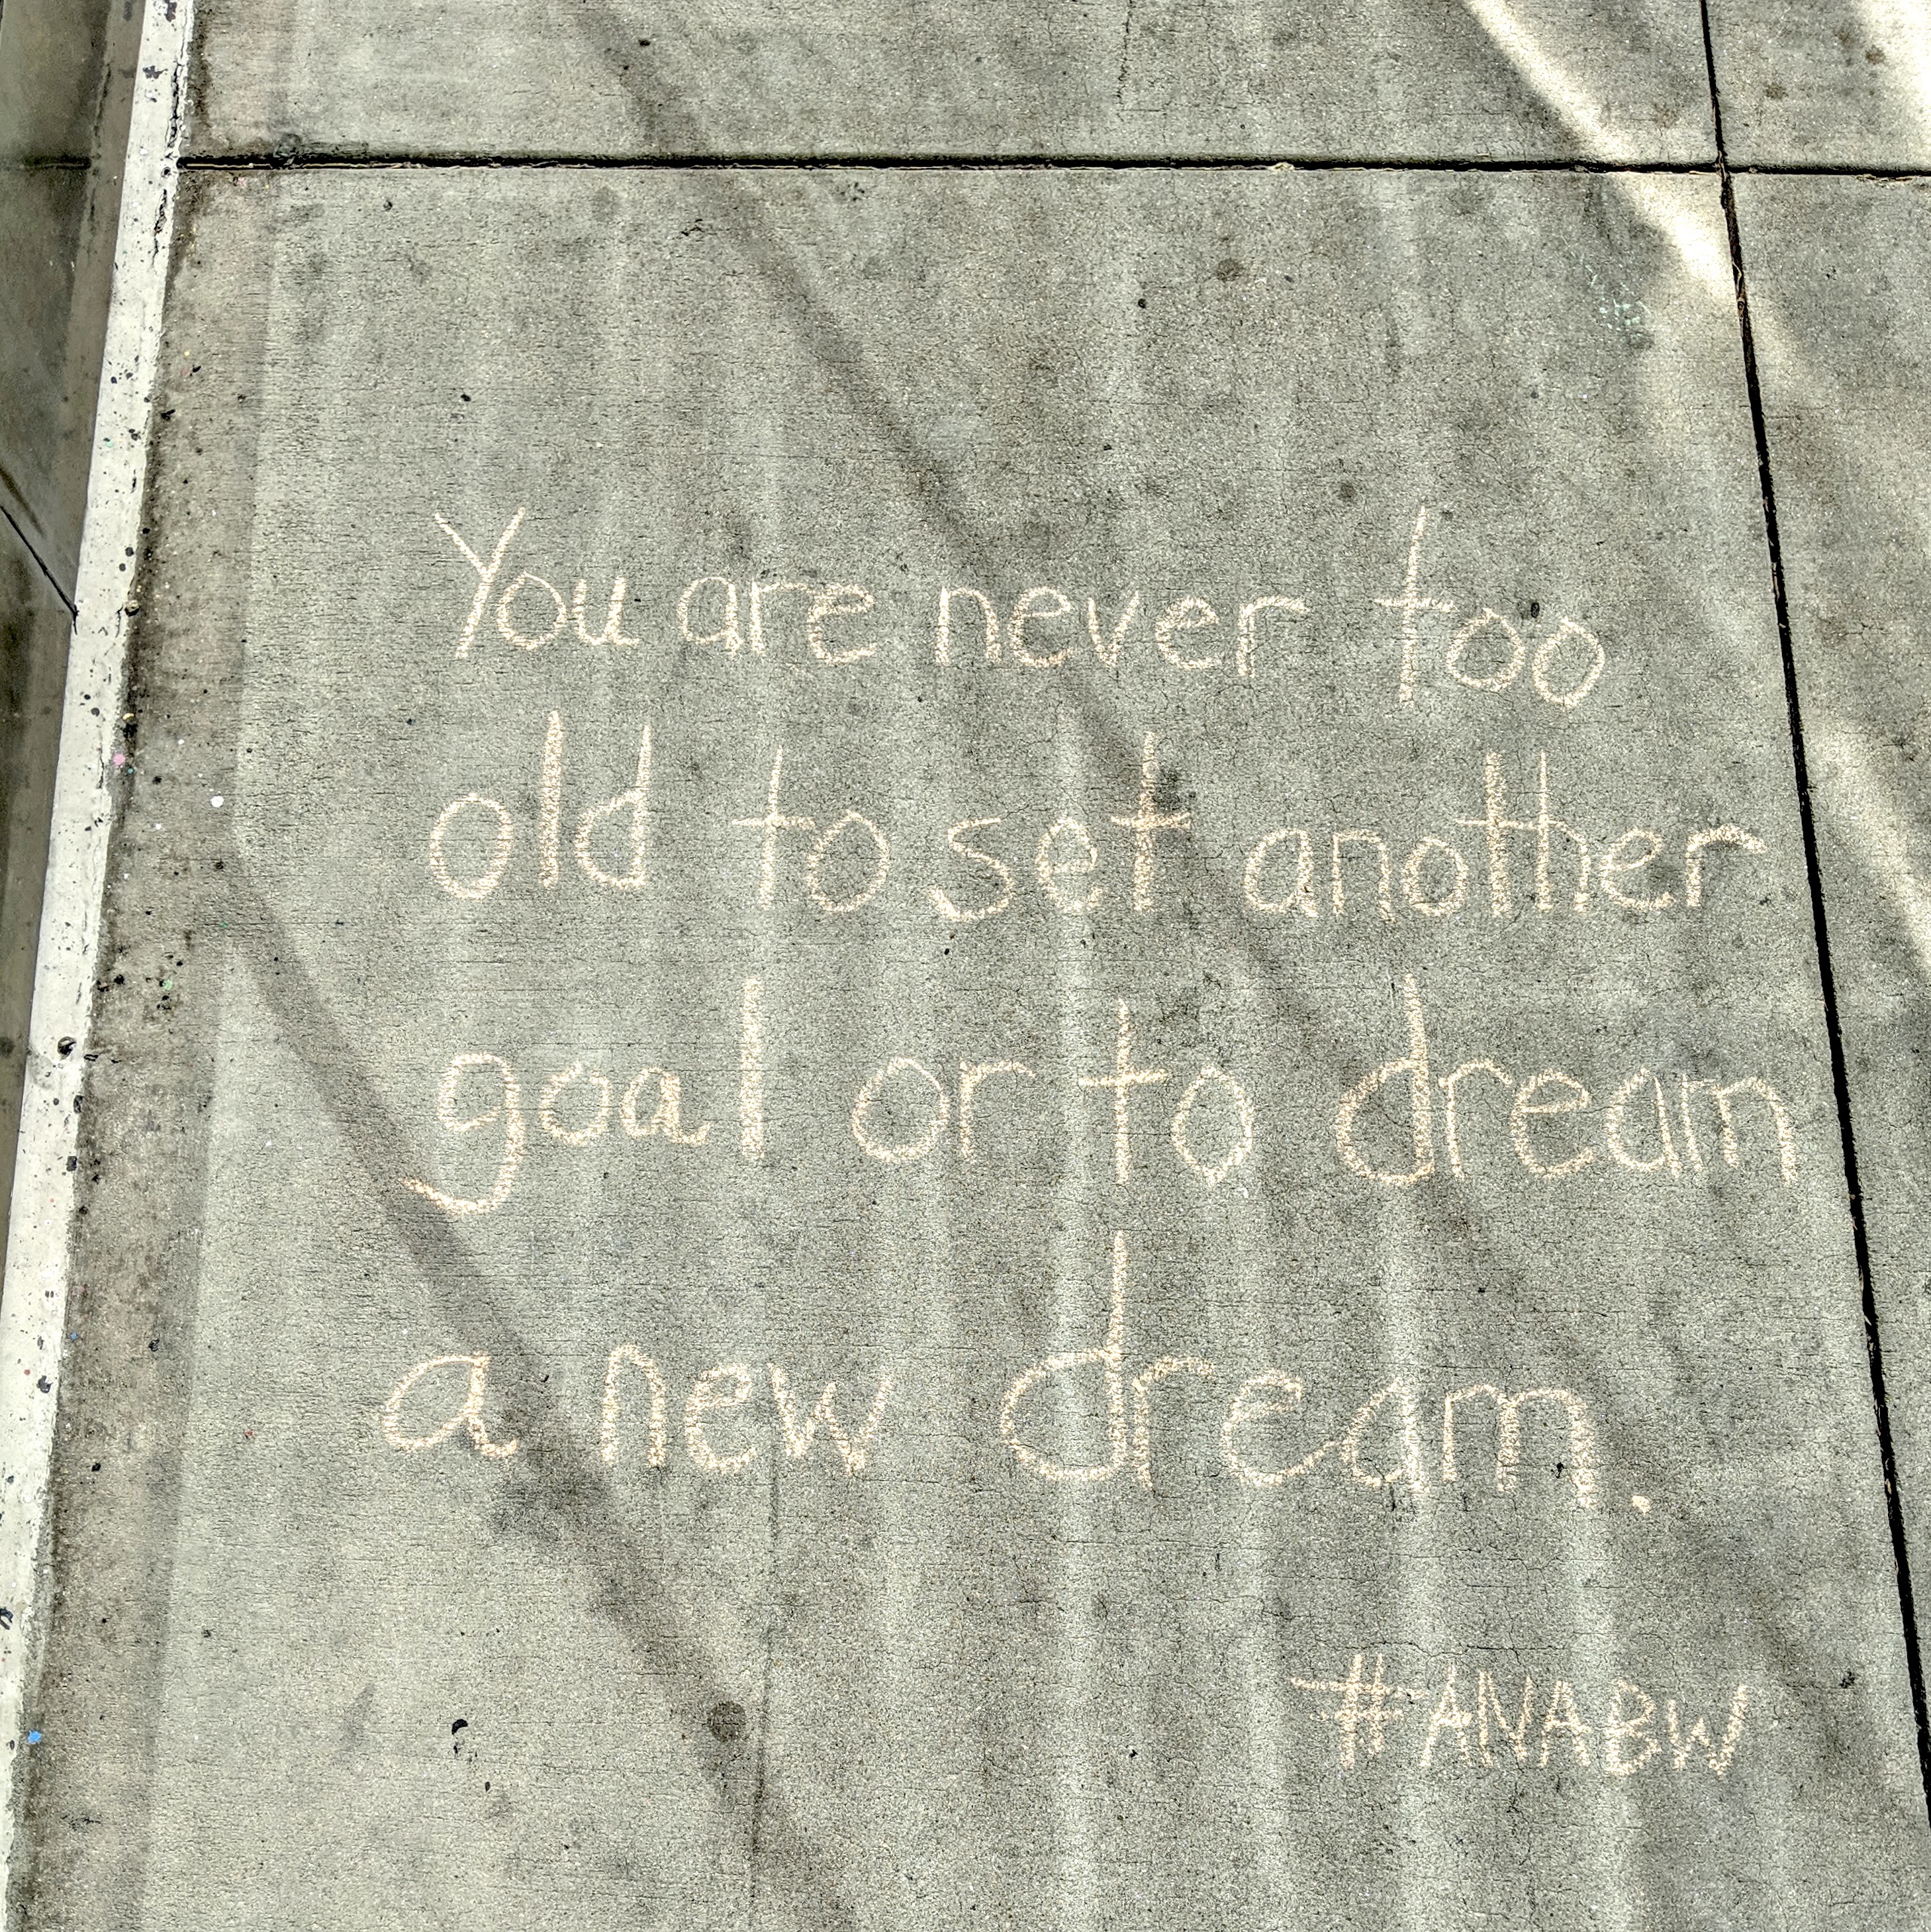 You are never too
old to set another
goal or to dream
a new dream.
#ANABW